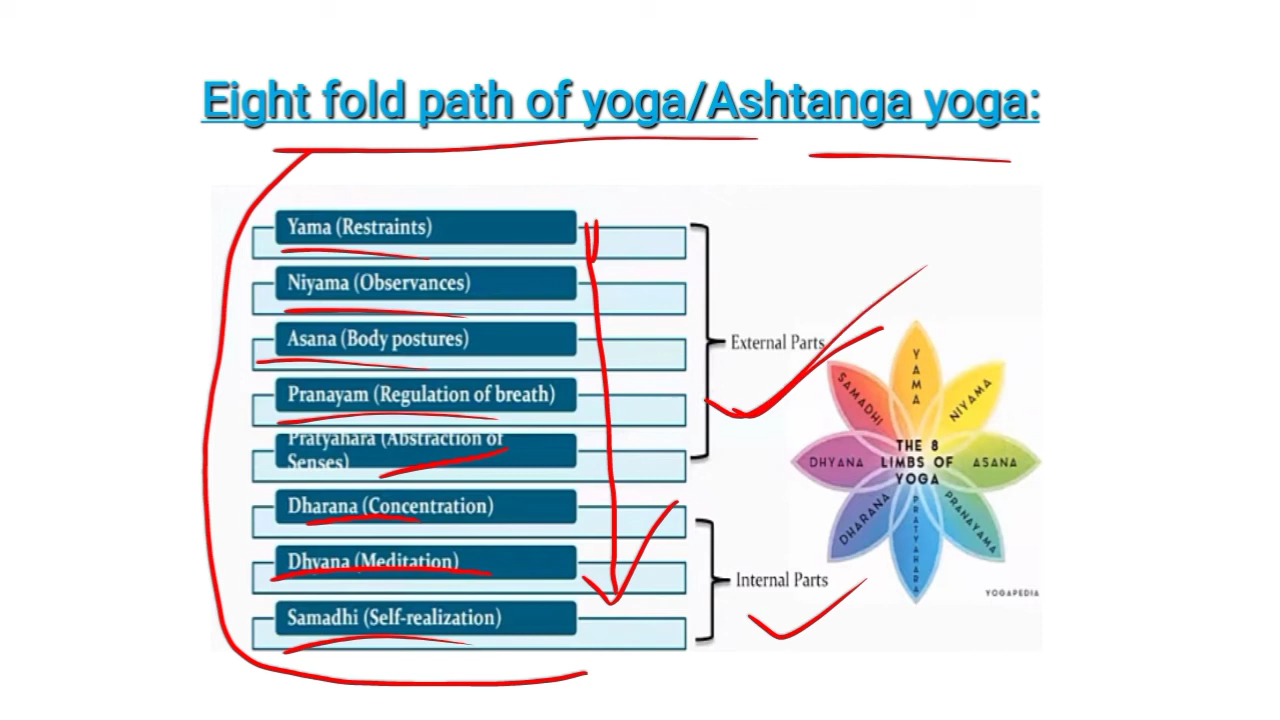 Eight fold path of yoga/Ashtanga yoga:
Yama (Restraints)
Niyama (Observances)
Asana (Body postures)
Pranayam (Regulation of breath)
Pratyahara (Abstraction of
Senses)
Dharana (Concentration)
Dhyana (Meditation)
Samadhi (Self-realization)
External Parts
Internal Parts
YAMA
NIYAMA
ASANA
PRANAYAMA
PRATYAHARA
DHARANA
DHYANA
SAMADHI
THE 8
LIMBS OF
YOGA
YOGAPEDIA